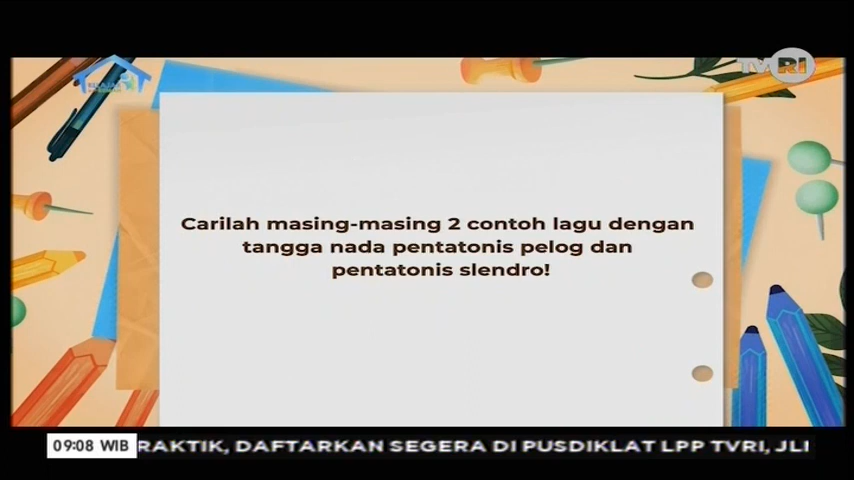 TVRI
Carilah masing-masing 2 contoh lagu dengan
tangga nada pentatonis pelog dan
pentatonis slendro!
09:08 WIB RAKTIK, DAFTARKAN SEGERA DI PUSDIKLAT LPP TVRI, JLI